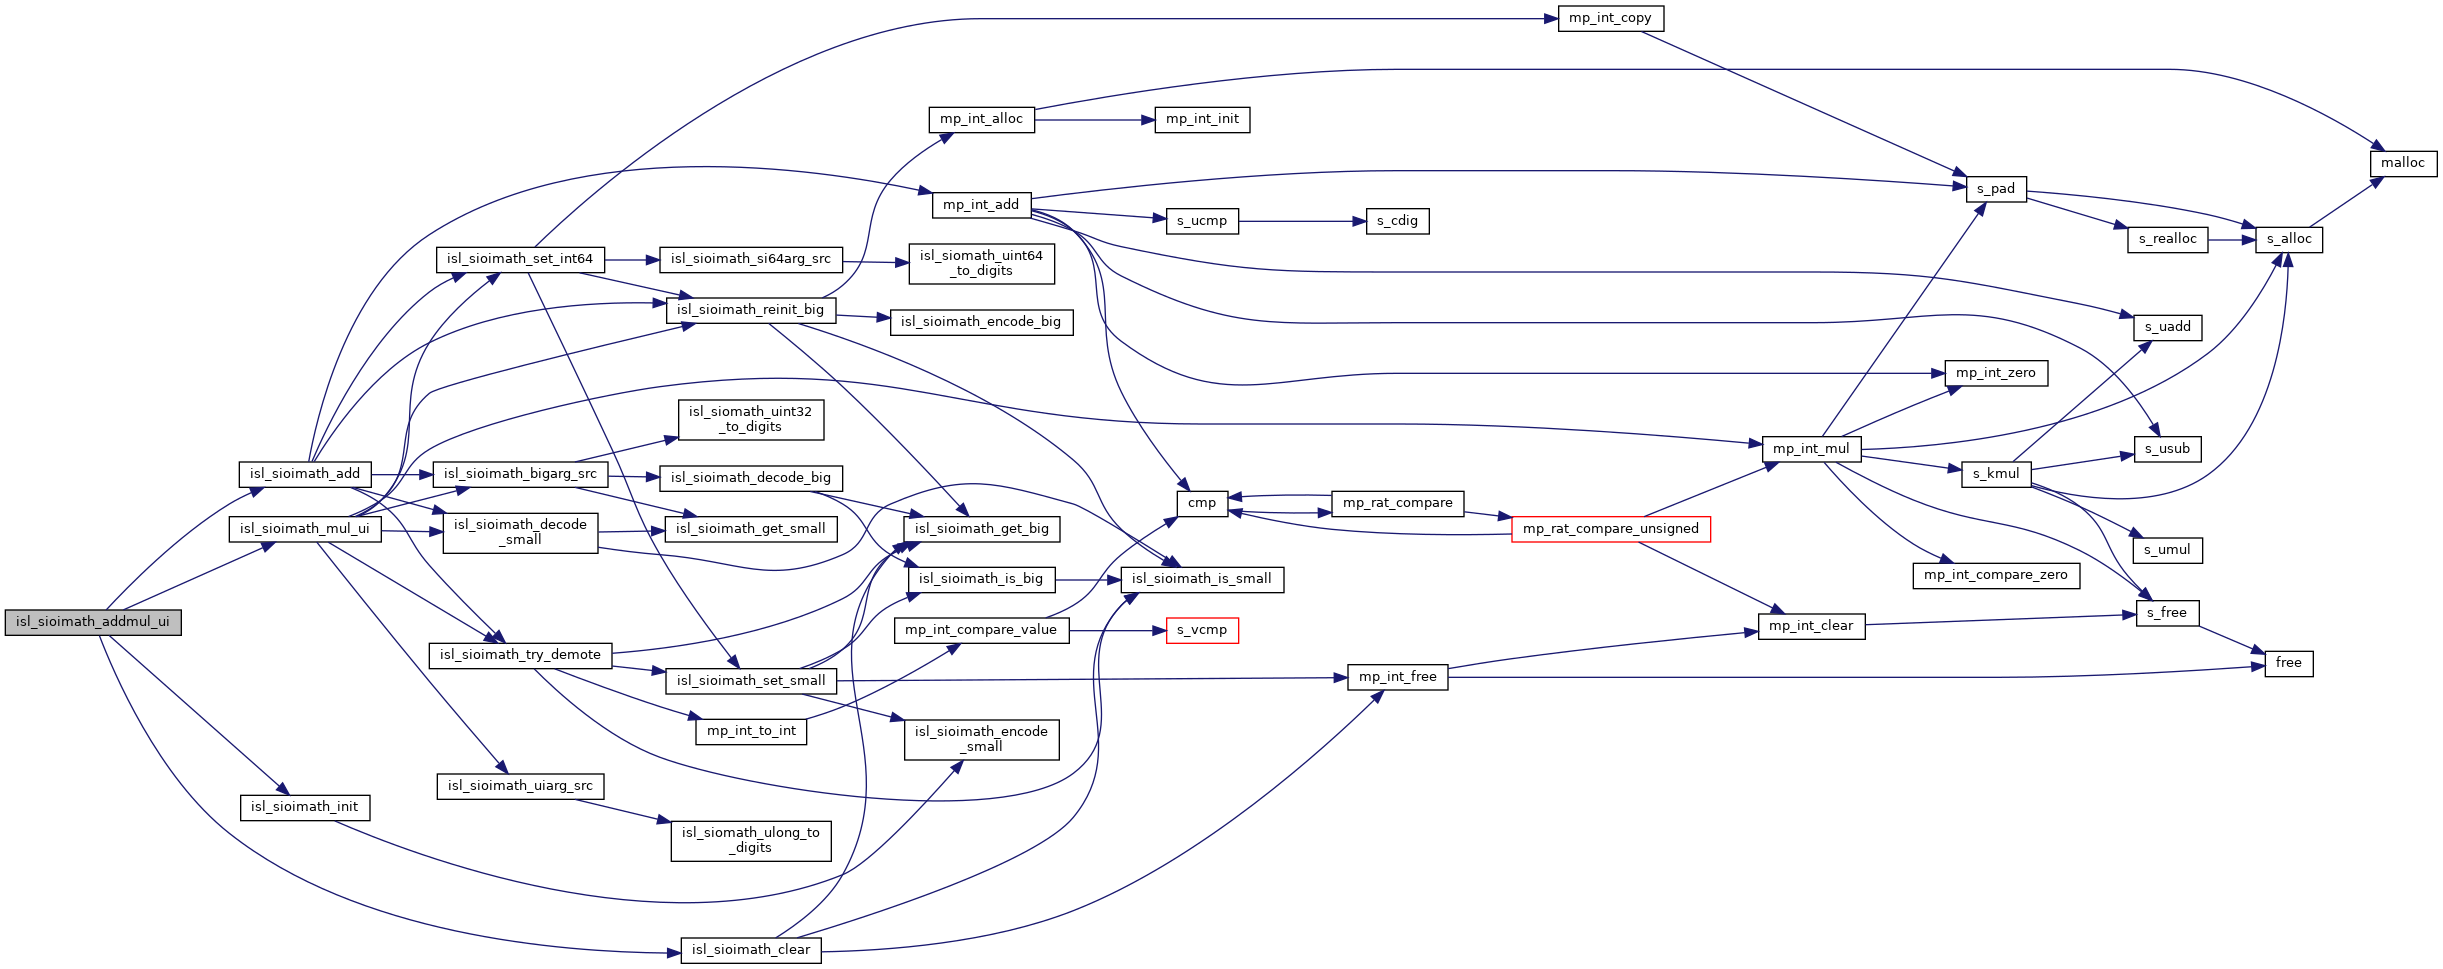 mp_int_copy
mp_int_alloc
mp_int_init
malloc
mp_int_add
s_pad
s_ucmp
s_cdig
s_realloc
s_alloc
isl_sioimath_set_int64
isl_sioimath_si64arg_src
isl_siomath_uint64
_to_digits
isl_sioimath_reinit_big
isl_sioimath_encode_big
s_uadd
mp_int_zero
isl_siomath_uint32
_to_digits
mp_int_mul
s_usub
isl_sioimath_add
isl_sioimath_bigarg_src
isl_sioimath_decode_big
s_kmul
cmp
mp_rat_compare
isl_sioimath_mul_ui
isl_sioimath_decode
_small
isl_sioimath_get_small
isl_sioimath_get_big
mp_rat_compare_unsigned
s_umul
isl_sioimath_is_big
isl_sioimath_is_small
mp_int_compare_zero
isl_sioimath_addmul_ui
mp_int_compare_value
s_vcmp
mp_int_clear
s_free
isl_sioimath_try_demote
isl_sioimath_set_small
mp_int_free
free
mp_int_to_int
isl_sioimath_encode
_small
isl_sioimath_uiarg_src
isl_sioimath_init
isl_siomath_ulong_to
_digits
isl_sioimath_clear